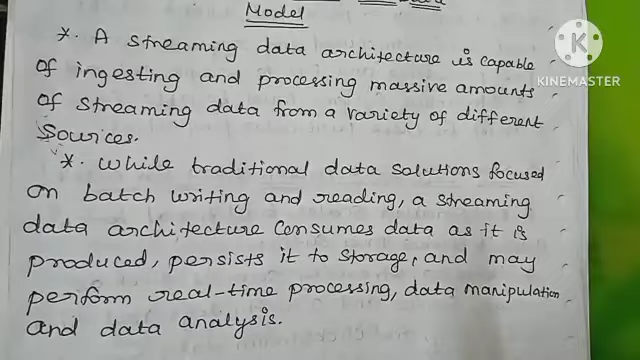 Model
*. A streaming data architecture is capable
of ingesting and processing massive amounts
of streaming data from a variety of different
sources.
*. While traditional data solutions focused
on batch writing and reading, a streaming
data architecture consumes data as it is
produced, persists it to storage, and may
perform real-time processing, data manipulation
and data analysis.
KINEMASTER